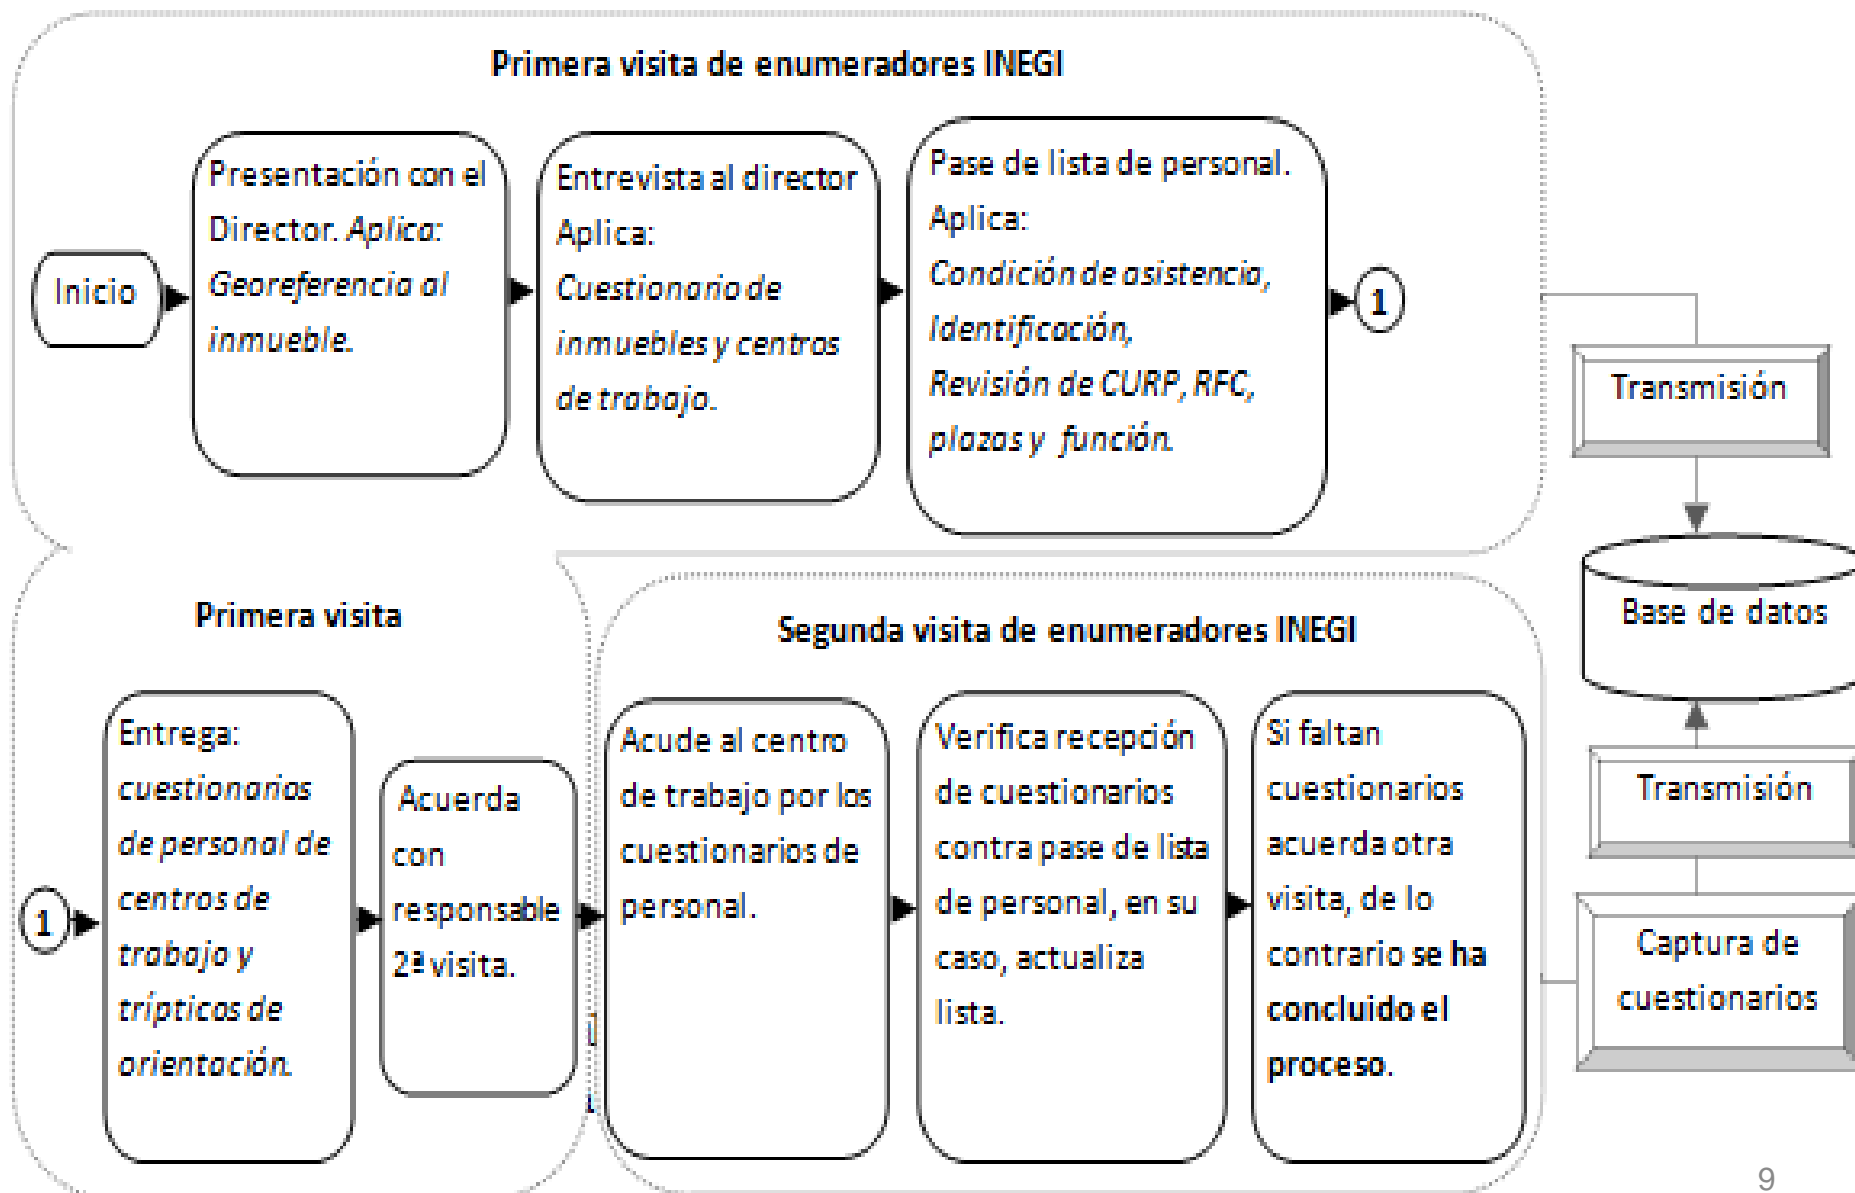 Primera visita de enumeradores INEGI
Inicio
Presentación con el
Director. Aplica:
Georeferencia al
inmueble.
Entrevista al director
Aplica:
Cuestionario de
inmuebles y centros
de trabajo.
Pase de lista de personal.
Aplica:
Condición de asistencia,
Identificación,
Revisión de CURP, RFC,
plazas y función.
1
Transmisión
Base de datos
Primera visita
1
Entrega:
cuestionarios
de personal de
centros de
trabajo y
trípticos de
orientación.
Acuerda
con
responsable
2ª visita.
Segunda visita de enumeradores INEGI
Acude al centro
de trabajo por los
cuestionarios de
personal.
Verifica recepción
de cuestionarios
contra pase de lista
de personal, en su
caso, actualiza
lista.
Si faltan
cuestionarios
acuerda otra
visita, de lo
contrario se ha
concluido el
proceso.
Transmisión
Captura de
cuestionarios
9